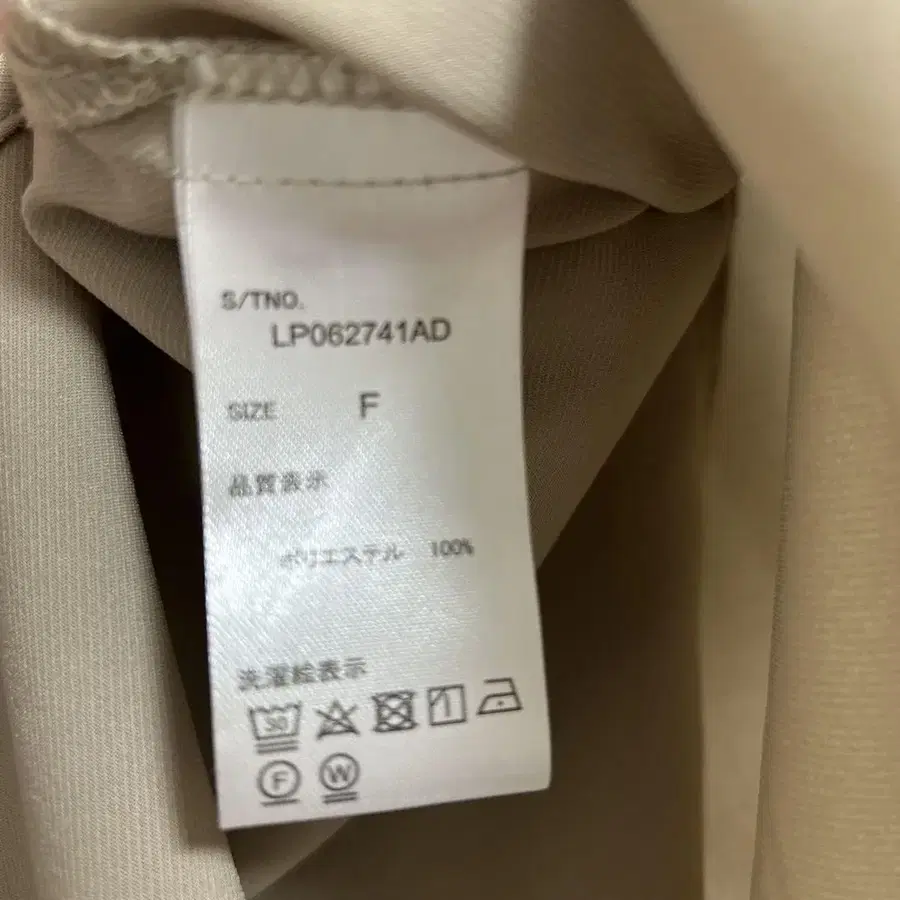 S/TNO.
LP062741AD
SIZE F
品質表示
ポリエステル 100%
洗濯絵表示
30
F W